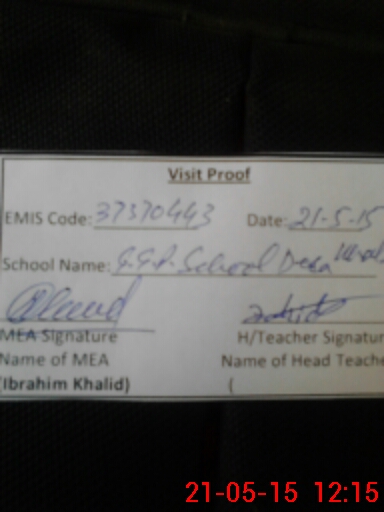 Visit Proof
EMIS Code: 37370443 Date: 21-5-15
School Name: G.G.P. School Dera
MEA Signature H/Teacher Signatur
Name of MEA Name of Head Teache
(Ibrahim Khalid) (
21-05-15 12:15